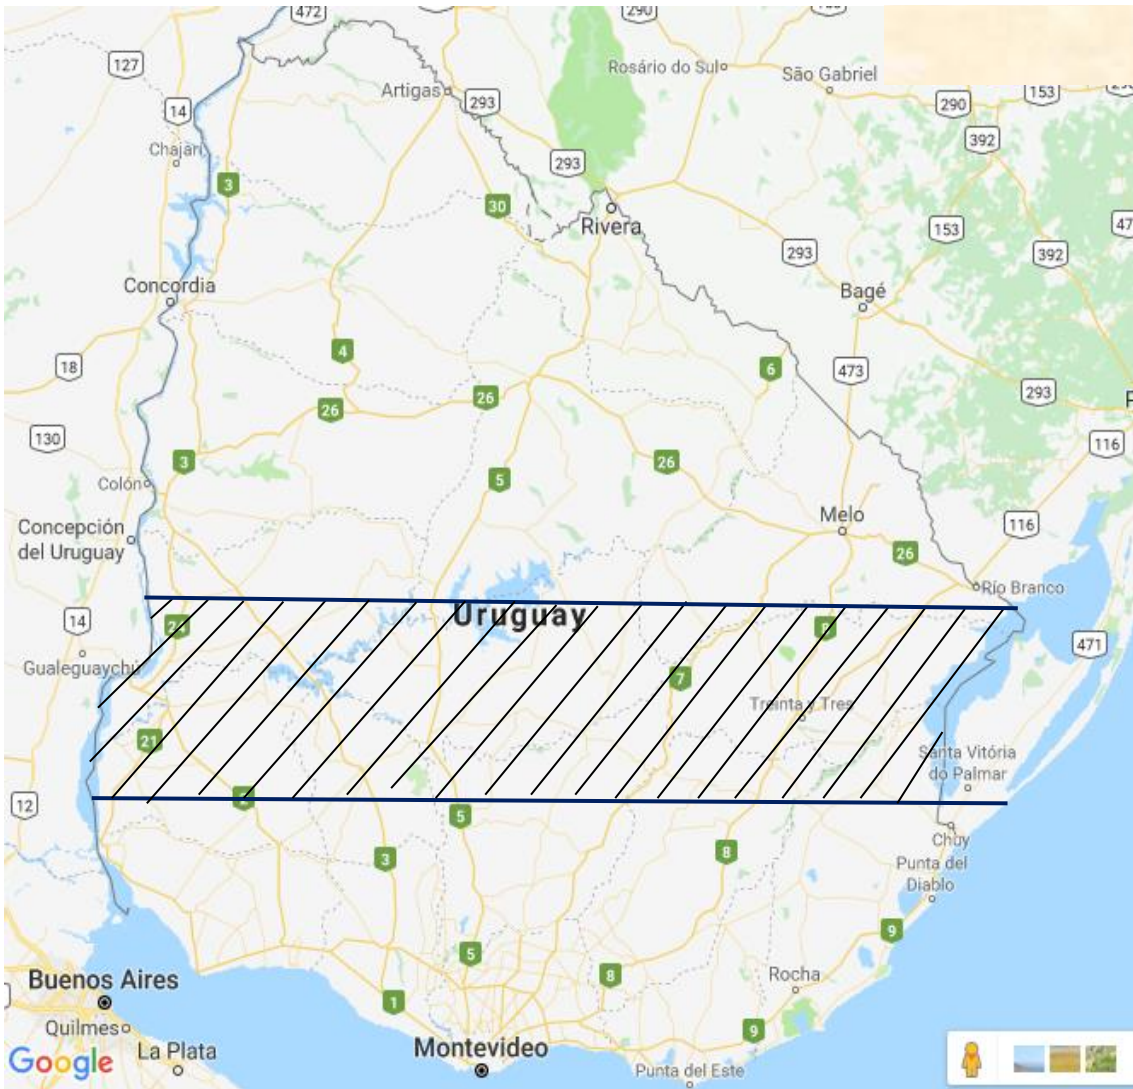 472
290
127
Rosário do Sul
São Gabriel
Artigas
293
153
14
290
392
Chajarí
293
3
30
Rivera
153
47
293
392
Concordia
Bagé
4
18
6
473
26
26
293
P
130
116
3
26
Colón
5
Melo
Concepción
del Uruguay
116
26
Río Branco
14
24
Uruguay
8
471
Gualeguaychú
7
Treinta y Tres
21
Santa Vitória
do Palmar
12
5
Chuy
3
8
Punta del
Diablo
9
5
8
Rocha
Buenos Aires
1
9
Quilmes
Google
La Plata
Montevideo
Punta del Este